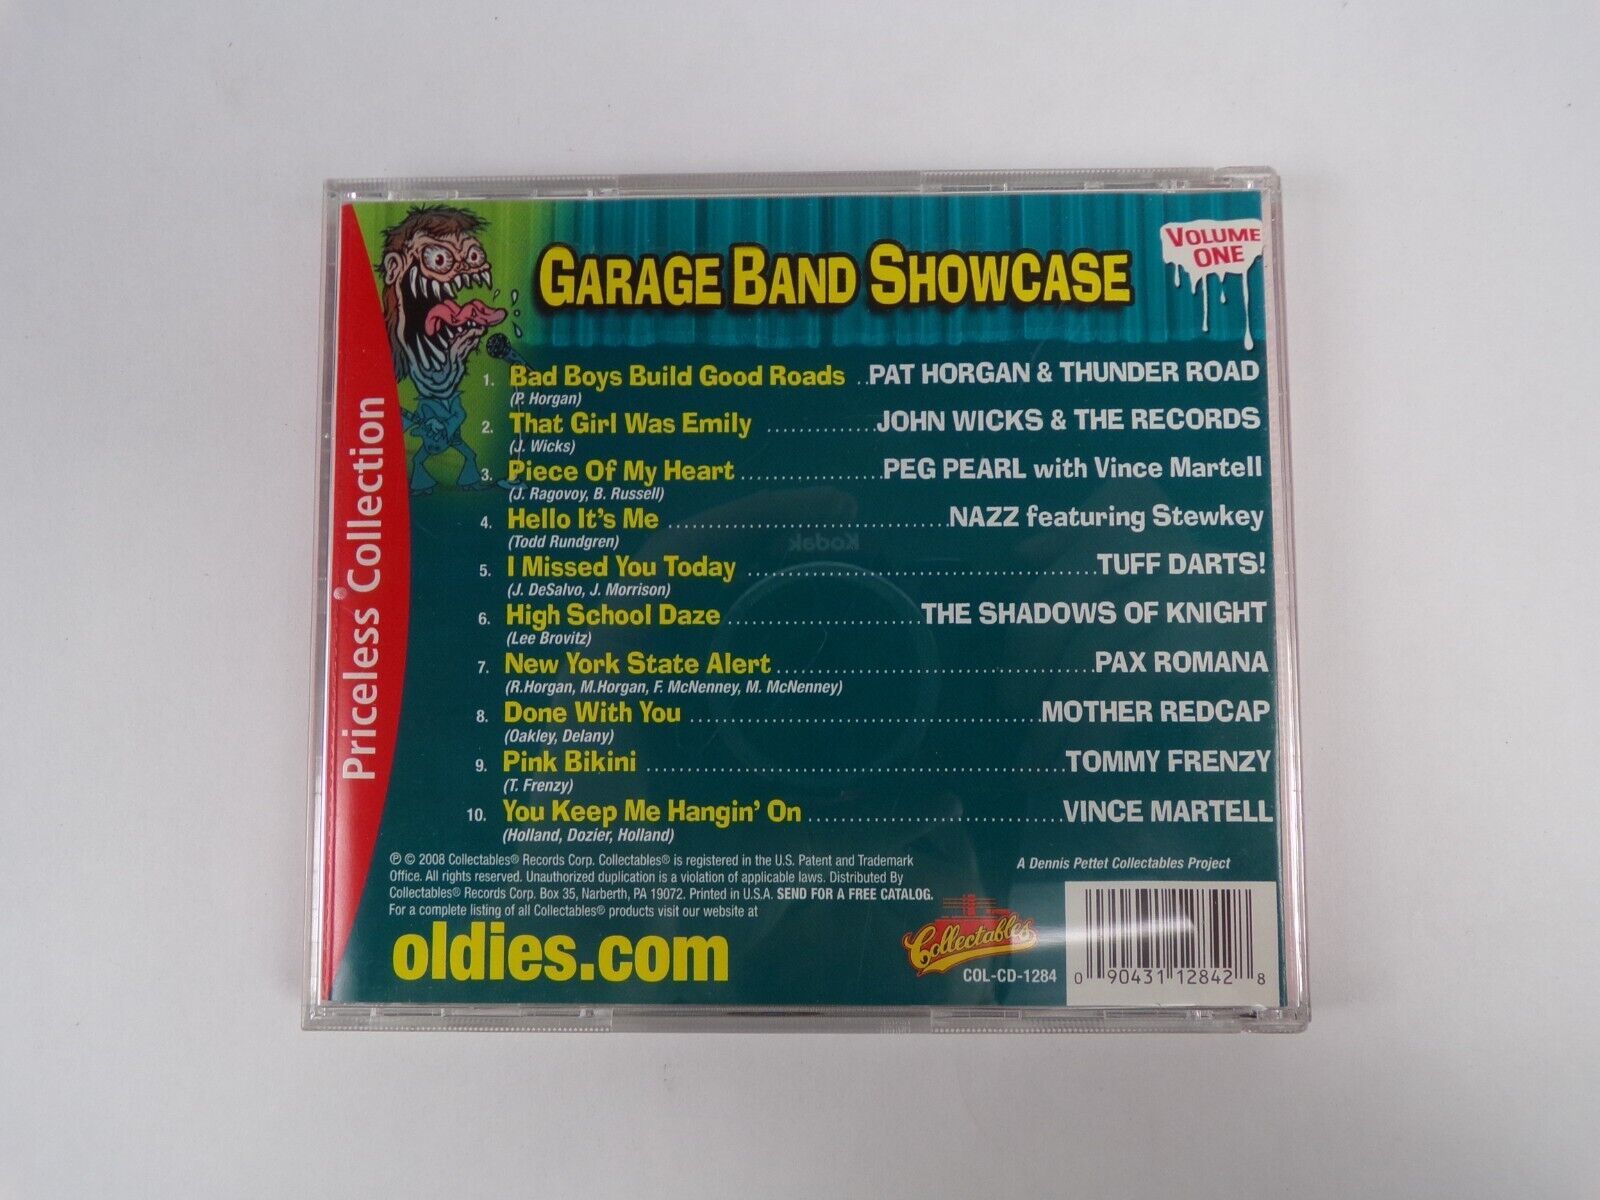 Priceless Collection
GARAGE BAND SHOWCASE
VOLUME
ONE
1. Bad Boys Build Good Roads ..PAT HORGAN & THUNDER ROAD
(P. Horgan)
2. That Girl Was Emily .............JOHN WICKS & THE RECORDS
(J. Wicks)
3. Piece Of My Heart .................PEG PEARL with Vince Martell
(J. Ragovoy, B. Russell)
4. Hello It's Me .................................NAZZ featuring Stewkey
(Todd Rundgren)
5. I Missed You Today .........................................TUFF DARTS!
(J. DeSalvo, J. Morrison)
6. High School Daze ......................THE SHADOWS OF KNIGHT
(Lee Brovitz)
7. New York State Alert .....................................PAX ROMANA
(R.Horgan, M.Horgan, F. McNenney, M. McNenney)
8. Done With You .........................................MOTHER REDCAP
(Oakley, Delany)
9. Pink Bikini .................................................TOMMY FRENZY
(T. Frenzy)
10. You Keep Me Hangin' On ..............................VINCE MARTELL
(Holland, Dozier, Holland)
℗ © 2008 Collectables® Records Corp. Collectables® is registered in the U.S. Patent and Trademark
Office. All rights reserved. Unauthorized duplication is a violation of applicable laws. Distributed By
Collectables® Records Corp. Box 35, Narberth, PA 19072. Printed in U.S.A. SEND FOR A FREE CATALOG.
For a complete listing of all Collectables® products visit our website at
oldies.com
A Dennis Pettet Collectables Project
Collectables
COL-CD-1284
0 90431 12842 8
Kodak